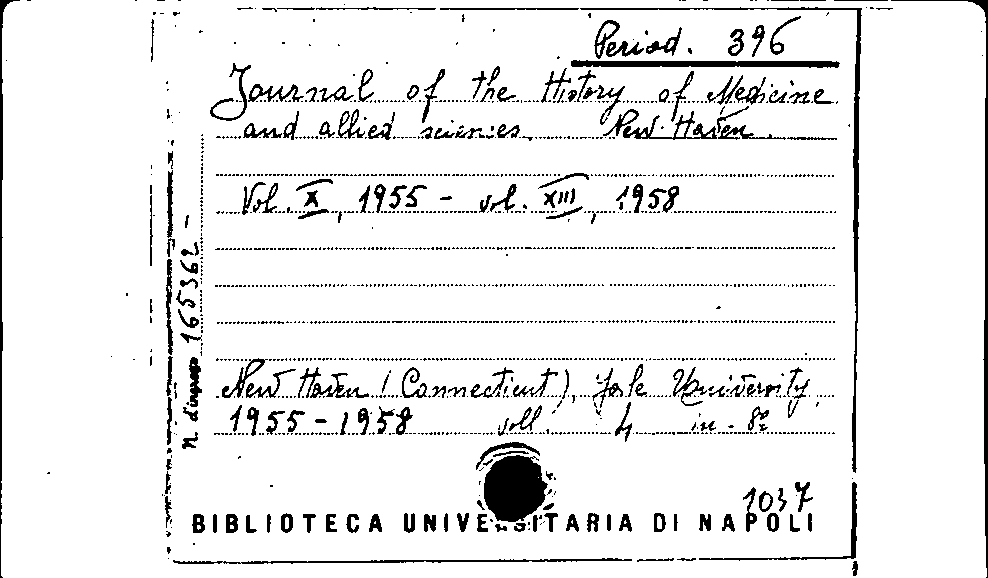 Period. 396
Journal of the History of Medicine
and allied sciences. New Haven.
Vol. X, 1955 - vol. XIII, 1958
N. d'ingresso 165362 -
New Haven (Connecticut), Yale University,
1955 - 1958 voll. 4 in - 8º
1037
BIBLIOTECA UNIVERSITARIA DI NAPOLI